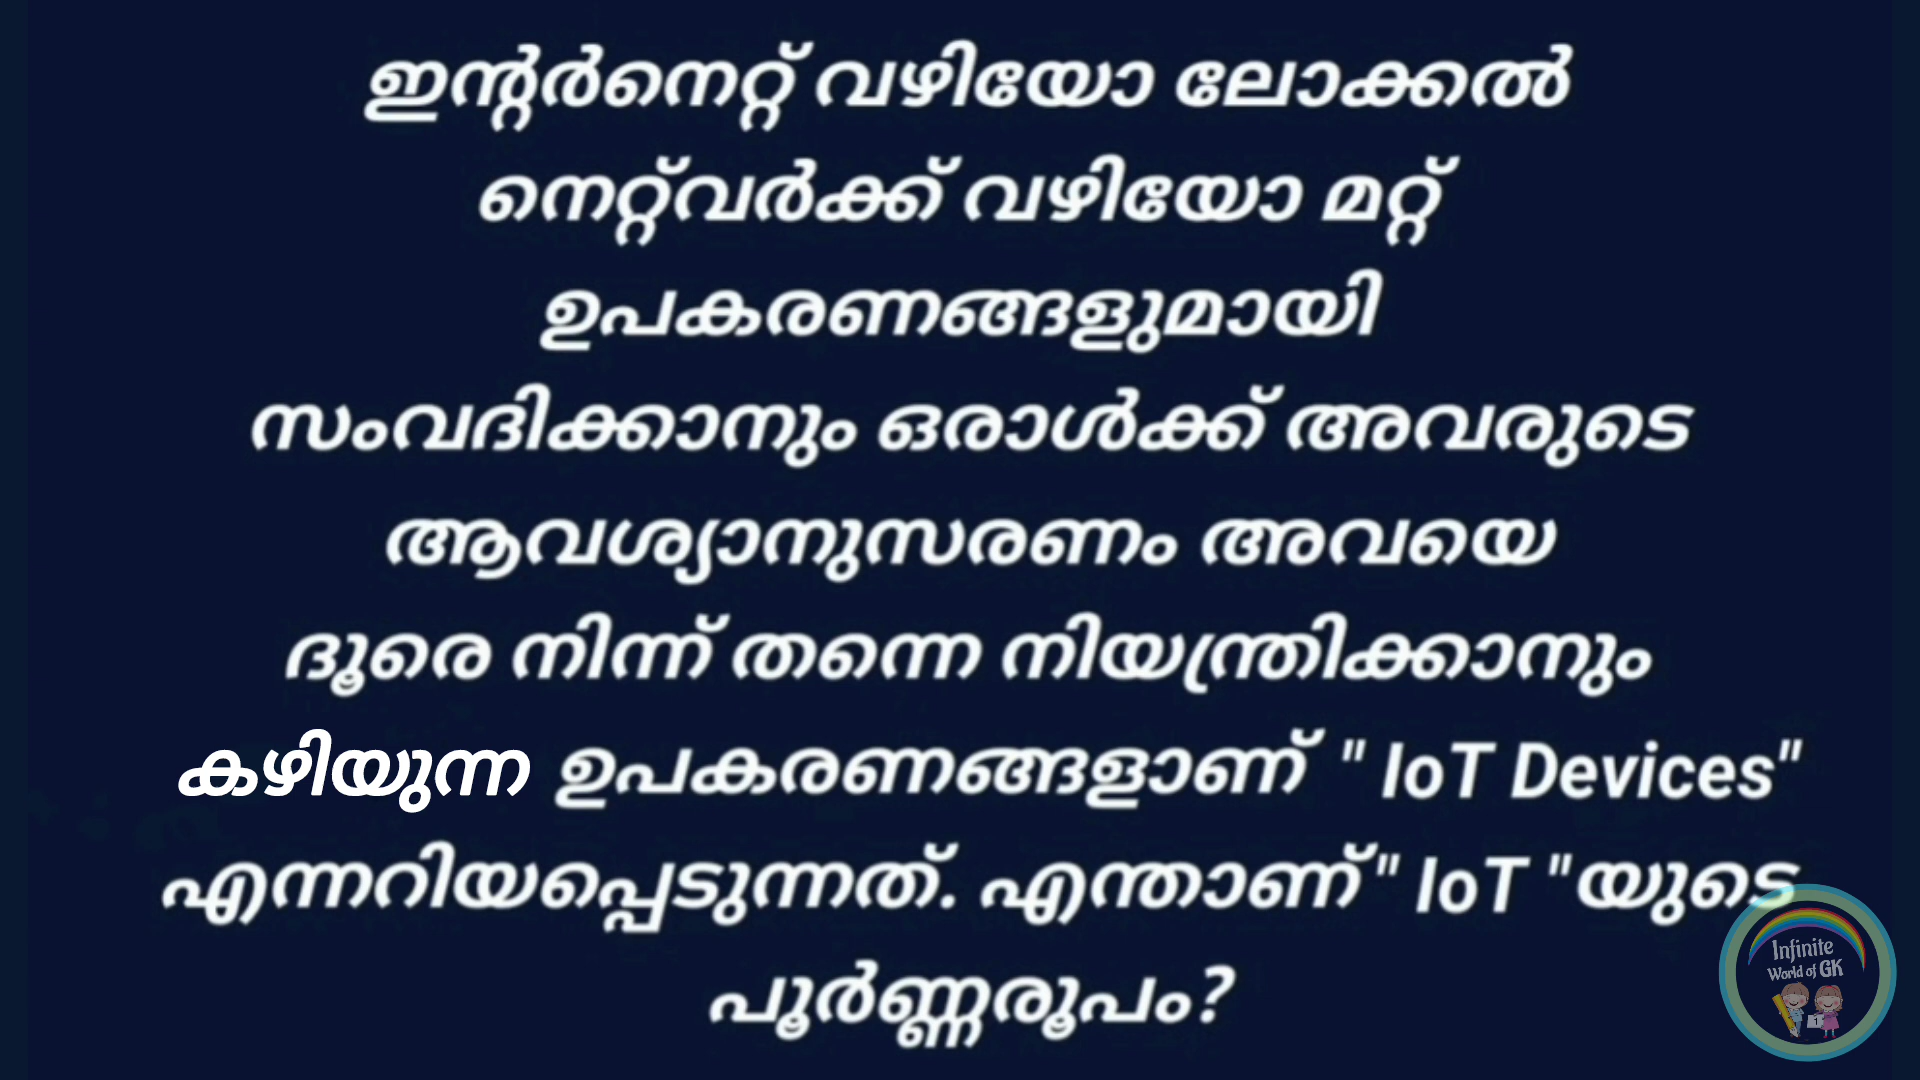 ഇന്റർനെറ്റ് വഴിയോ ലോക്കൽ
നെറ്റ്‌വർക്ക് വഴിയോ മറ്റ്
ഉപകരണങ്ങളുമായി
സംവദിക്കാനും ഒരാൾക്ക് അവരുടെ
ആവശ്യാനുസരണം അവയെ
ദൂരെ നിന്ന് തന്നെ നിയന്ത്രിക്കാനും
കഴിയുന്ന ഉപകരണങ്ങളാണ് " IoT Devices"
എന്നറിയപ്പെടുന്നത്. എന്താണ് " IoT "യുടെ
പൂർണ്ണരൂപം?
Infinite
World of GK
1